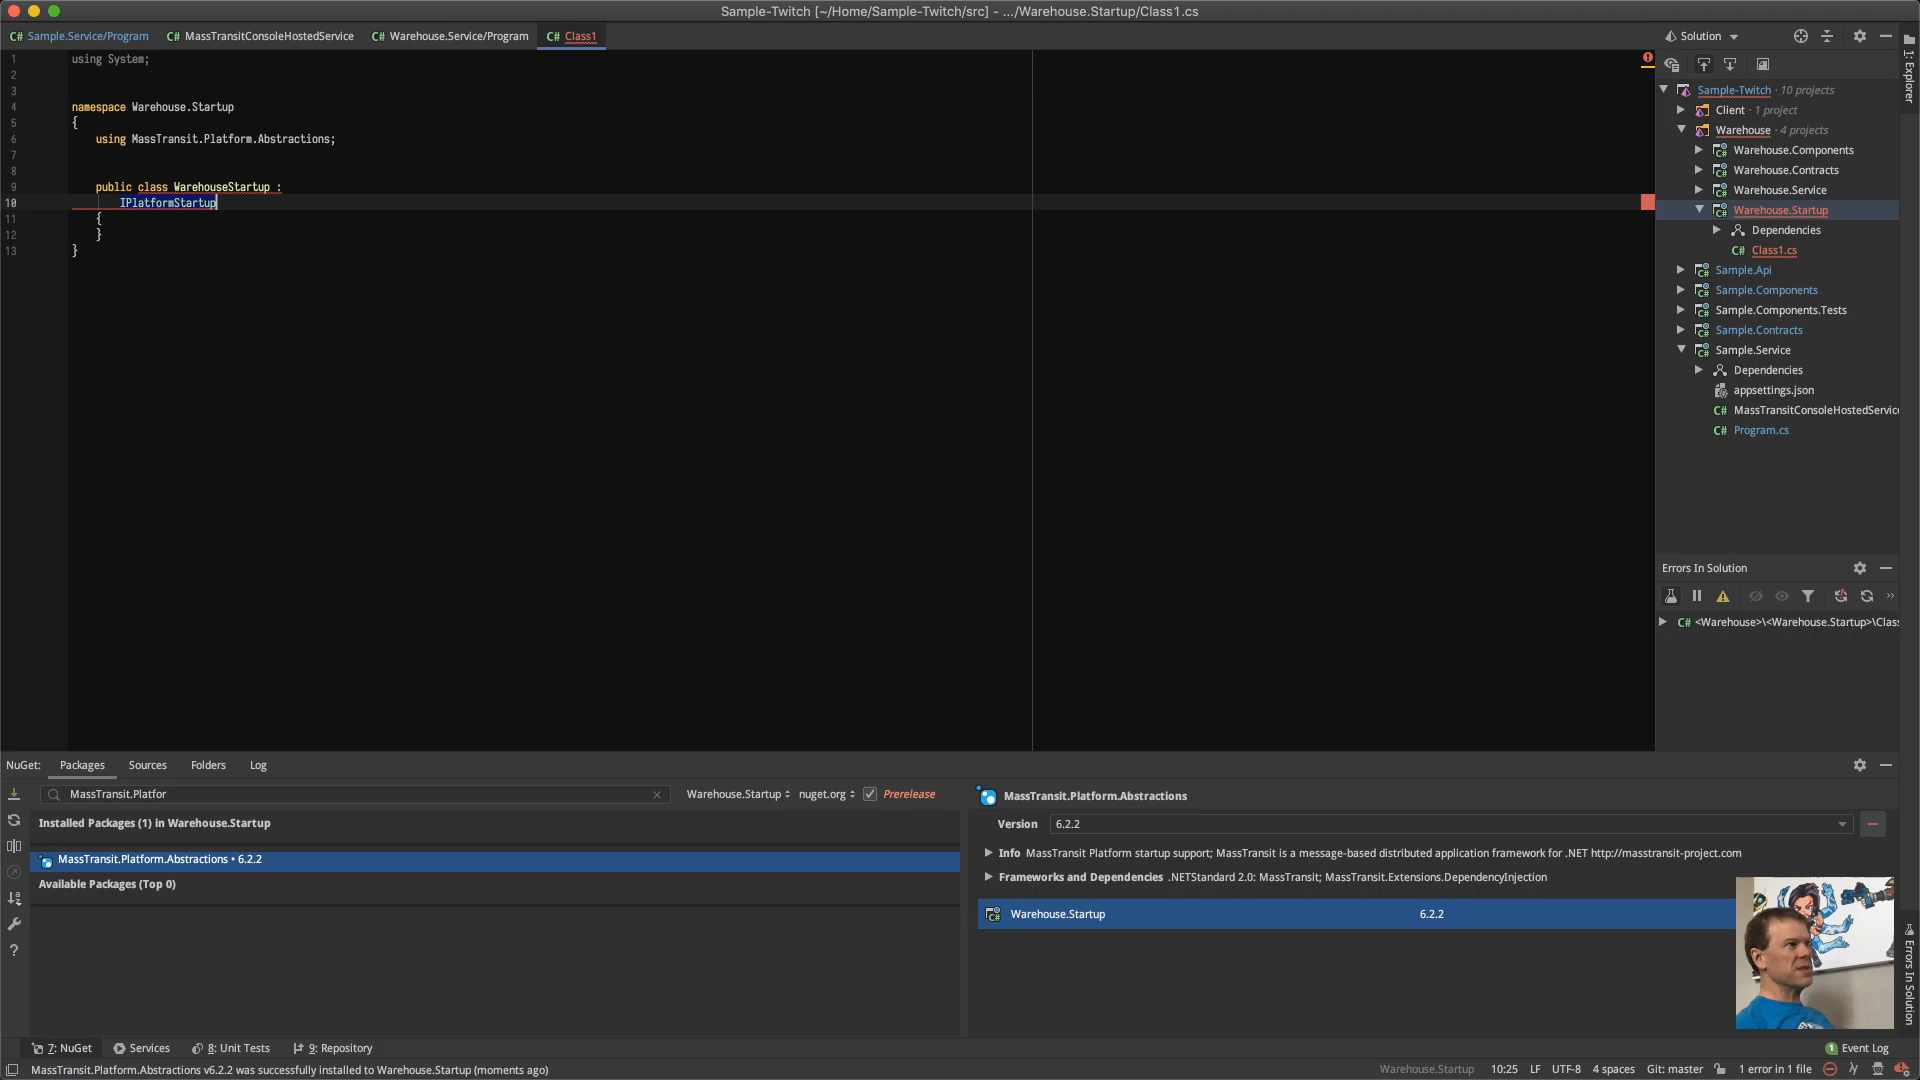 Sample-Twitch [~/Home/Sample-Twitch/src] - .../Warehouse.Startup/Class1.cs
C# Sample.Service/Program
C# MassTransitConsoleHostedService
C# Warehouse.Service/Program
C# Class1
Solution
1: Explorer
1 using System;
2
3
4 namespace Warehouse.Startup
5 {
6 using MassTransit.Platform.Abstractions;
7
8
9 public class WarehouseStartup :
10 IPlatformStartup
11 {
12 }
13 }
Sample-Twitch · 10 projects
Client · 1 project
Warehouse · 4 projects
C# Warehouse.Components
C# Warehouse.Contracts
C# Warehouse.Service
C# Warehouse.Startup
Dependencies
C# Class1.cs
C# Sample.Api
C# Sample.Components
C# Sample.Components.Tests
C# Sample.Contracts
C# Sample.Service
Dependencies
appsettings.json
C# MassTransitConsoleHostedService
C# Program.cs
Errors In Solution
C# <Warehouse>\<Warehouse.Startup>\Clas
NuGet: Packages Sources Folders Log
MassTransit.Platfor
Warehouse.Startup nuget.org Prerelease
Installed Packages (1) in Warehouse.Startup
MassTransit.Platform.Abstractions • 6.2.2
Available Packages (Top 0)
MassTransit.Platform.Abstractions
Version 6.2.2
Info MassTransit Platform startup support; MassTransit is a message-based distributed application framework for .NET http://masstransit-project.com
Frameworks and Dependencies .NETStandard 2.0: MassTransit; MassTransit.Extensions.DependencyInjection
C# Warehouse.Startup 6.2.2
Errors In Solution
7: NuGet Services 8: Unit Tests 9: Repository
1 Event Log
MassTransit.Platform.Abstractions v6.2.2 was successfully installed to Warehouse.Startup (moments ago)
Warehouse.Startup 10:25 LF UTF-8 4 spaces Git: master 1 error in 1 file